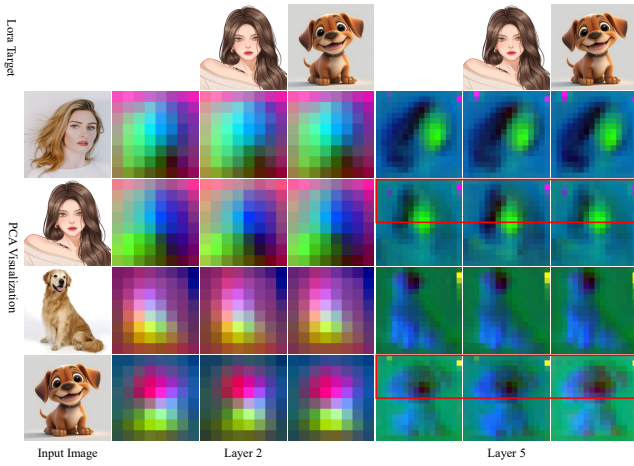 Lora Target
PCA Visualization
Input Image
Layer 2
Layer 5